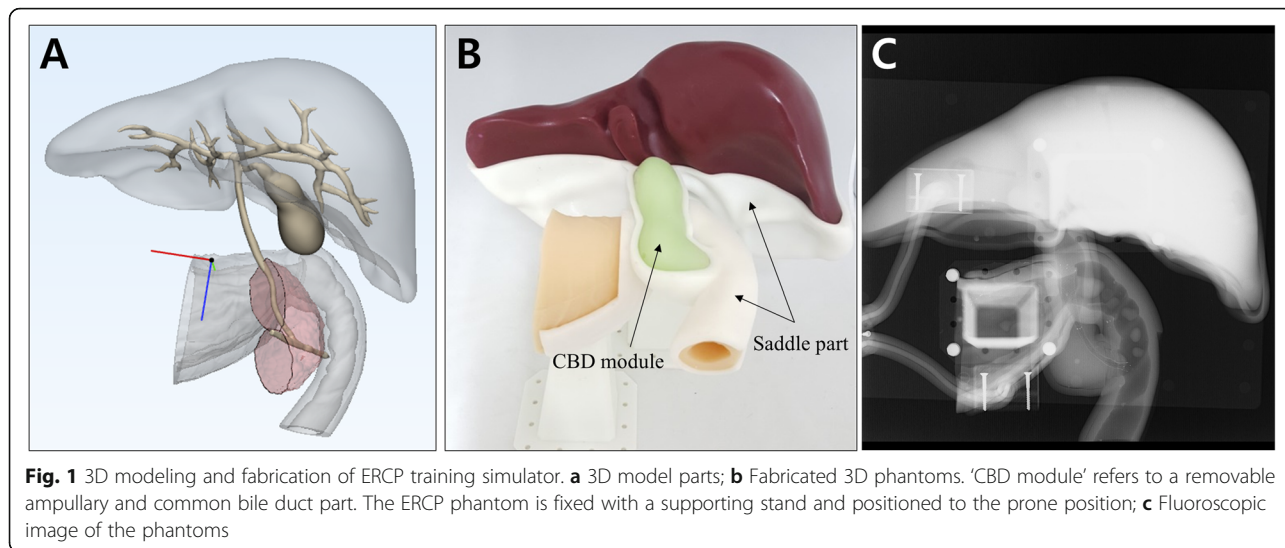 A
B
C
CBD module
Saddle part
Fig. 1 3D modeling and fabrication of ERCP training simulator. a 3D model parts; b Fabricated 3D phantoms. ‘CBD module’ refers to a removable
ampullary and common bile duct part. The ERCP phantom is fixed with a supporting stand and positioned to the prone position; c Fluoroscopic
image of the phantoms